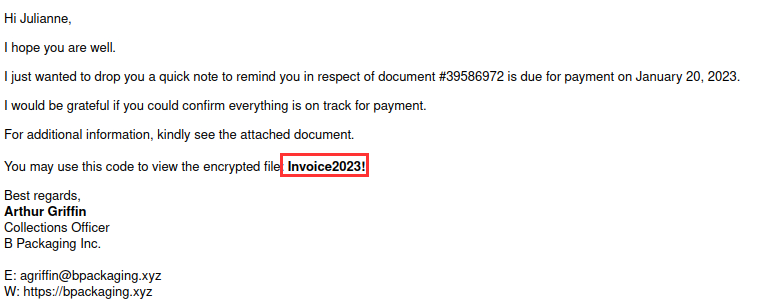 Hi Julianne,
I hope you are well.
I just wanted to drop you a quick note to remind you in respect of document #39586972 is due for payment on January 20, 2023.
I would be grateful if you could confirm everything is on track for payment.
For additional information, kindly see the attached document.
You may use this code to view the encrypted file: Invoice2023!
Best regards,
Arthur Griffin
Collections Officer
B Packaging Inc.
E: agriffin@bpackaging.xyz
W: https://bpackaging.xyz